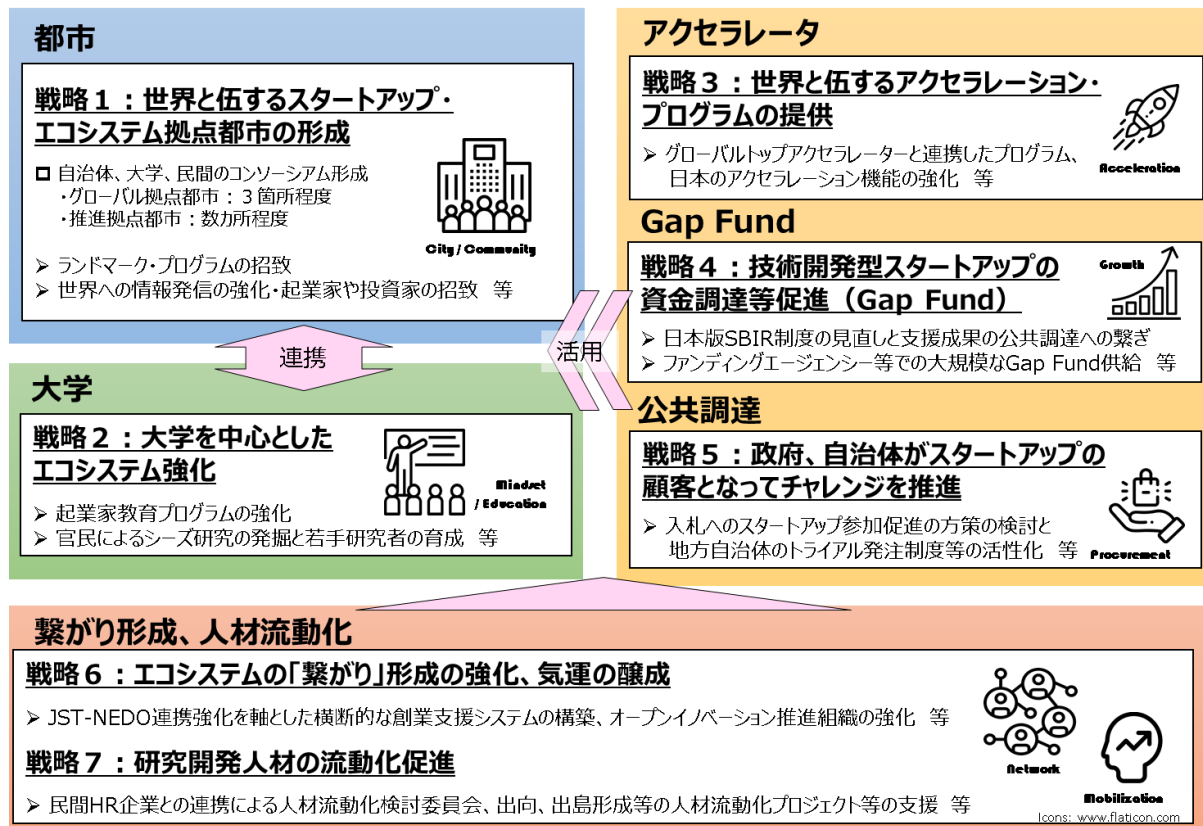 都市
戦略１：世界と伍するスタートアップ・
エコシステム拠点都市の形成
自治体、大学、民間のコンソーシアム形成
・グローバル拠点都市：３箇所程度
・推進拠点都市：数カ所程度
City / Community
➢ ランドマーク・プログラムの招致
➢ 世界への情報発信の強化・起業家や投資家の招致 等
連携
大学
戦略２：大学を中心とした
エコシステム強化
Mindset
/ Education
➢ 起業家教育プログラムの強化
➢ 官民によるシーズ研究の発掘と若手研究者の育成 等
活用
アクセラレータ
戦略３：世界と伍するアクセラレーション・
プログラムの提供
➢ グローバルトップアクセラレーターと連携したプログラム、
日本のアクセラレーション機能の強化 等
Acceleration
Gap Fund
戦略４：技術開発型スタートアップの
資金調達等促進（Gap Fund）
Growth
➢ 日本版SBIR制度の見直しと支援成果の公共調達への繋ぎ
➢ ファンディングエージェンシー等での大規模なGap Fund供給 等
公共調達
戦略５：政府、自治体がスタートアップの
顧客となってチャレンジを推進
➢ 入札へのスタートアップ参加促進の方策の検討と
地方自治体のトライアル発注制度等の活性化 等
Procurement
繋がり形成、人材流動化
戦略６：エコシステムの「繋がり」形成の強化、気運の醸成
➢ JST-NEDO連携強化を軸とした横断的な創業支援システムの構築、オープンイノベーション推進組織の強化 等
Network
戦略７：研究開発人材の流動化促進
➢ 民間HR企業との連携による人材流動化検討委員会、出向、出島形成等の人材流動化プロジェクト等の支援 等
Mobilization
Icons: www.flaticon.com